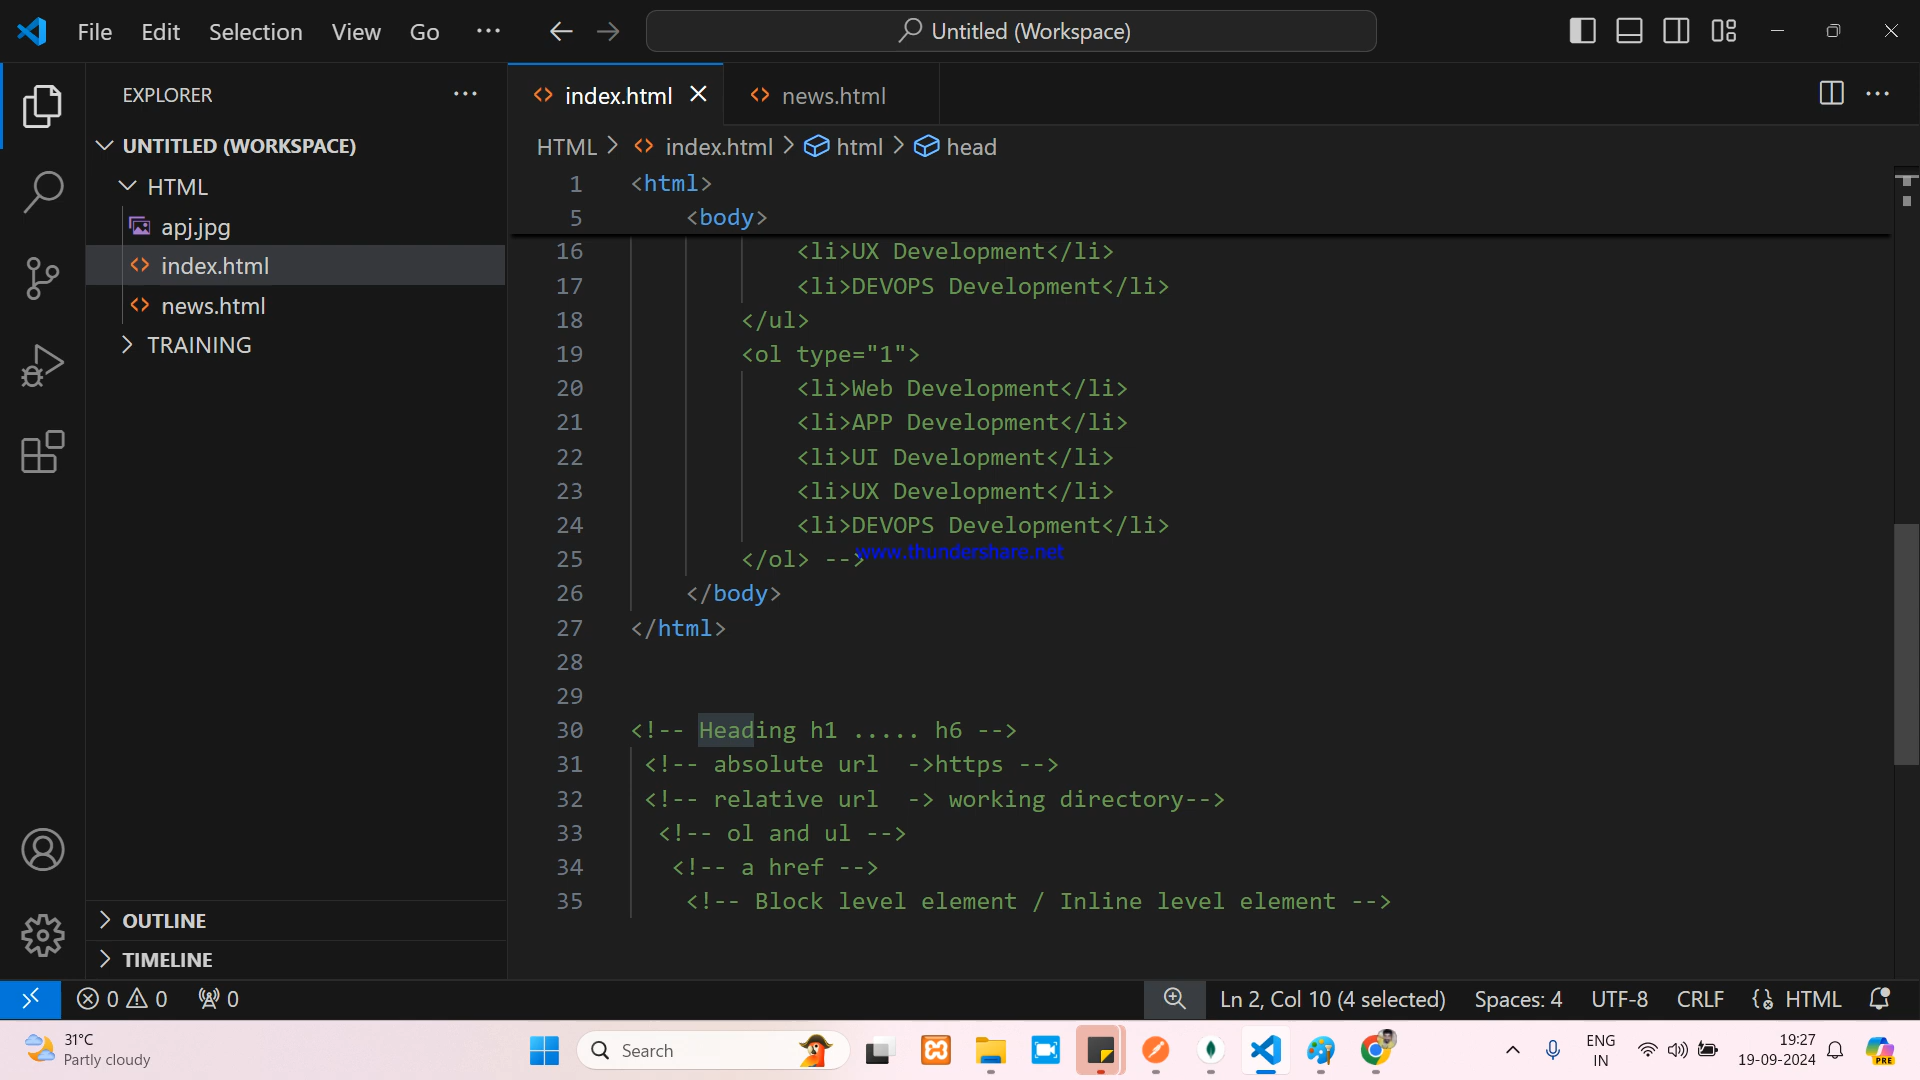 File Edit Selection View Go ··· Untitled (Workspace)
EXPLORER ···
UNTITLED (WORKSPACE)
HTML
apj.jpg
index.html
news.html
TRAINING
OUTLINE
TIMELINE
index.html news.html
HTML > index.html > html > head
1 <html>
5 <body>
16 <li>UX Development</li>
17 <li>DEVOPS Development</li>
18 </ul>
19 <ol type="1">
20 <li>Web Development</li>
21 <li>APP Development</li>
22 <li>UI Development</li>
23 <li>UX Development</li>
24 <li>DEVOPS Development</li>
25 </ol> -->
www.thundershare.net
26 </body>
27 </html>
28
29
30 <!-- Heading h1 ..... h6 -->
31 <!-- absolute url  ->https -->
32 <!-- relative url  -> working directory-->
33 <!-- ol and ul -->
34 <!-- a href -->
35 <!-- Block level element / Inline level element -->
0 0 0 Ln 2, Col 10 (4 selected) Spaces: 4 UTF-8 CRLF HTML
31°C
Partly cloudy
Search
ENG
IN
19:27
19-09-2024
PRE